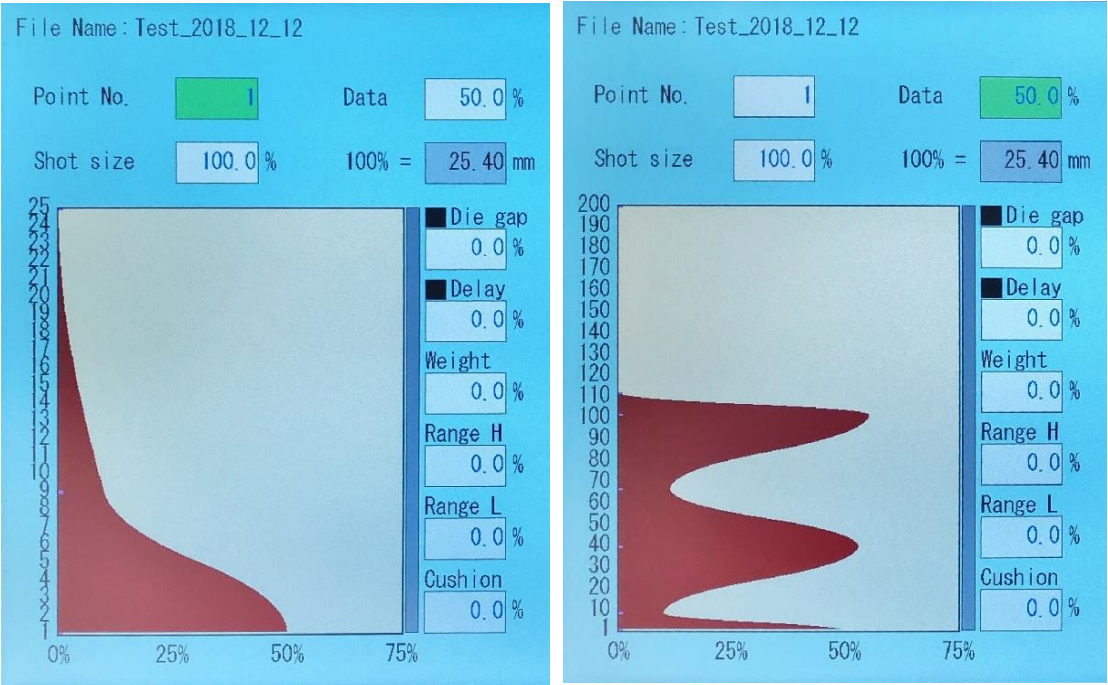 File Name : Test_2018_12_12
Point No. 1 Data 50.0 %
Shot size 100.0 % 100% = 25.40 mm
25
24
23
22
21
20
19
18
17
16
15
14
13
12
11
10
9
8
7
6
5
4
3
2
1
0% 25% 50% 75%
Die gap
0.0 %
Delay
0.0 %
Weight
0.0 %
Range H
0.0 %
Range L
0.0 %
Cushion
0.0 %
File Name : Test_2018_12_12
Point No. 1 Data 50.0 %
Shot size 100.0 % 100% = 25.40 mm
200
190
180
170
160
150
140
130
120
110
100
90
80
70
60
50
40
30
20
10
1
0% 25% 50% 75%
Die gap
0.0 %
Delay
0.0 %
Weight
0.0 %
Range H
0.0 %
Range L
0.0 %
Cushion
0.0 %